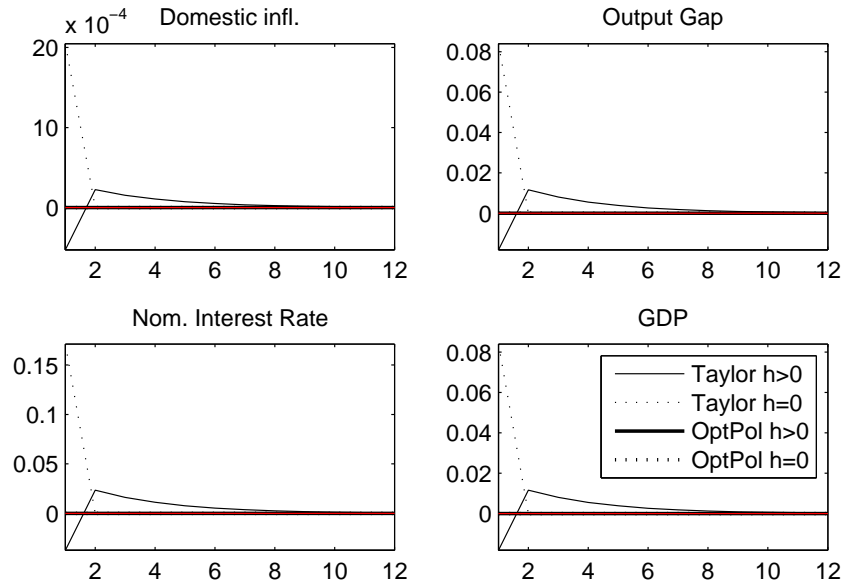 x 10^-4
Domestic infl.
20
10
0
2 4 6 8 10 12
Output Gap
0.08
0.06
0.04
0.02
0
2 4 6 8 10 12
Nom. Interest Rate
0.15
0.1
0.05
0
2 4 6 8 10 12
GDP
0.08
0.06
0.04
0.02
0
2 4 6 8 10 12
Taylor h>0
Taylor h=0
OptPol h>0
OptPol h=0